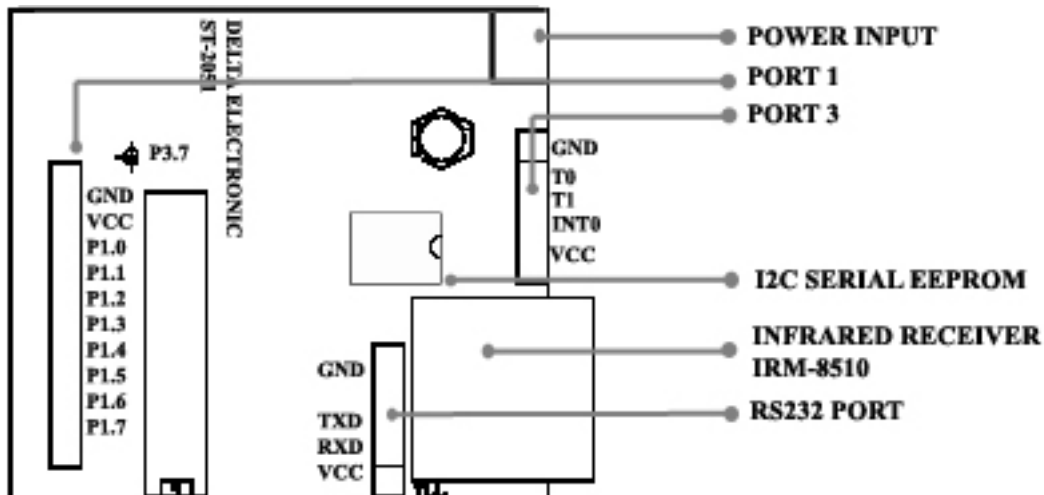 DELTA ELECTRONIC
ST-2051
POWER INPUT
PORT 1
PORT 3
P3.7
GND
VCC
P1.0
P1.1
P1.2
P1.3
P1.4
P1.5
P1.6
P1.7
GND
T0
T1
INT0
VCC
I2C SERIAL EEPROM
INFRARED RECEIVER
IRM-8510
RS232 PORT
GND
TXD
RXD
VCC